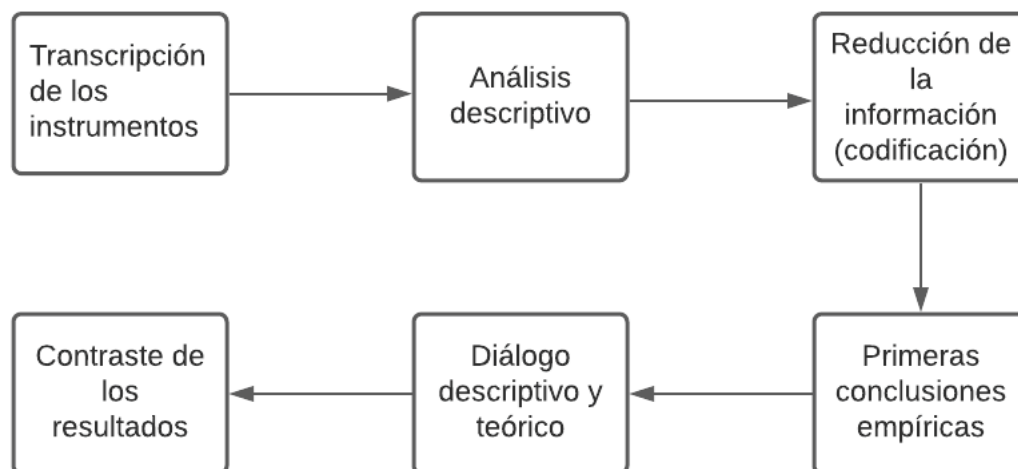 Transcripción
de los
instrumentos
Análisis
descriptivo
Reducción de
la
información
(codificación)
Primeras
conclusiones
empíricas
Diálogo
descriptivo y
teórico
Contraste de
los
resultados